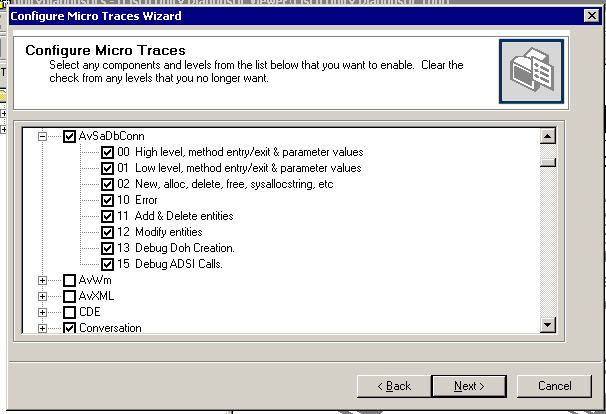 Configure Micro Traces Wizard
Configure Micro Traces
Select any components and levels from the list below that you want to enable. Clear the
check from any levels that you no longer want.
AvSaDbConn
00 High level, method entry/exit & parameter values
01 Low level, method entry/exit & parameter values
02 New, alloc, delete, free, sysallocstring, etc
10 Error
11 Add & Delete entities
12 Modify entities
13 Debug Doh Creation.
15 Debug ADSI Calls.
AvWm
AvXML
CDE
Conversation
< Back
Next >
Cancel